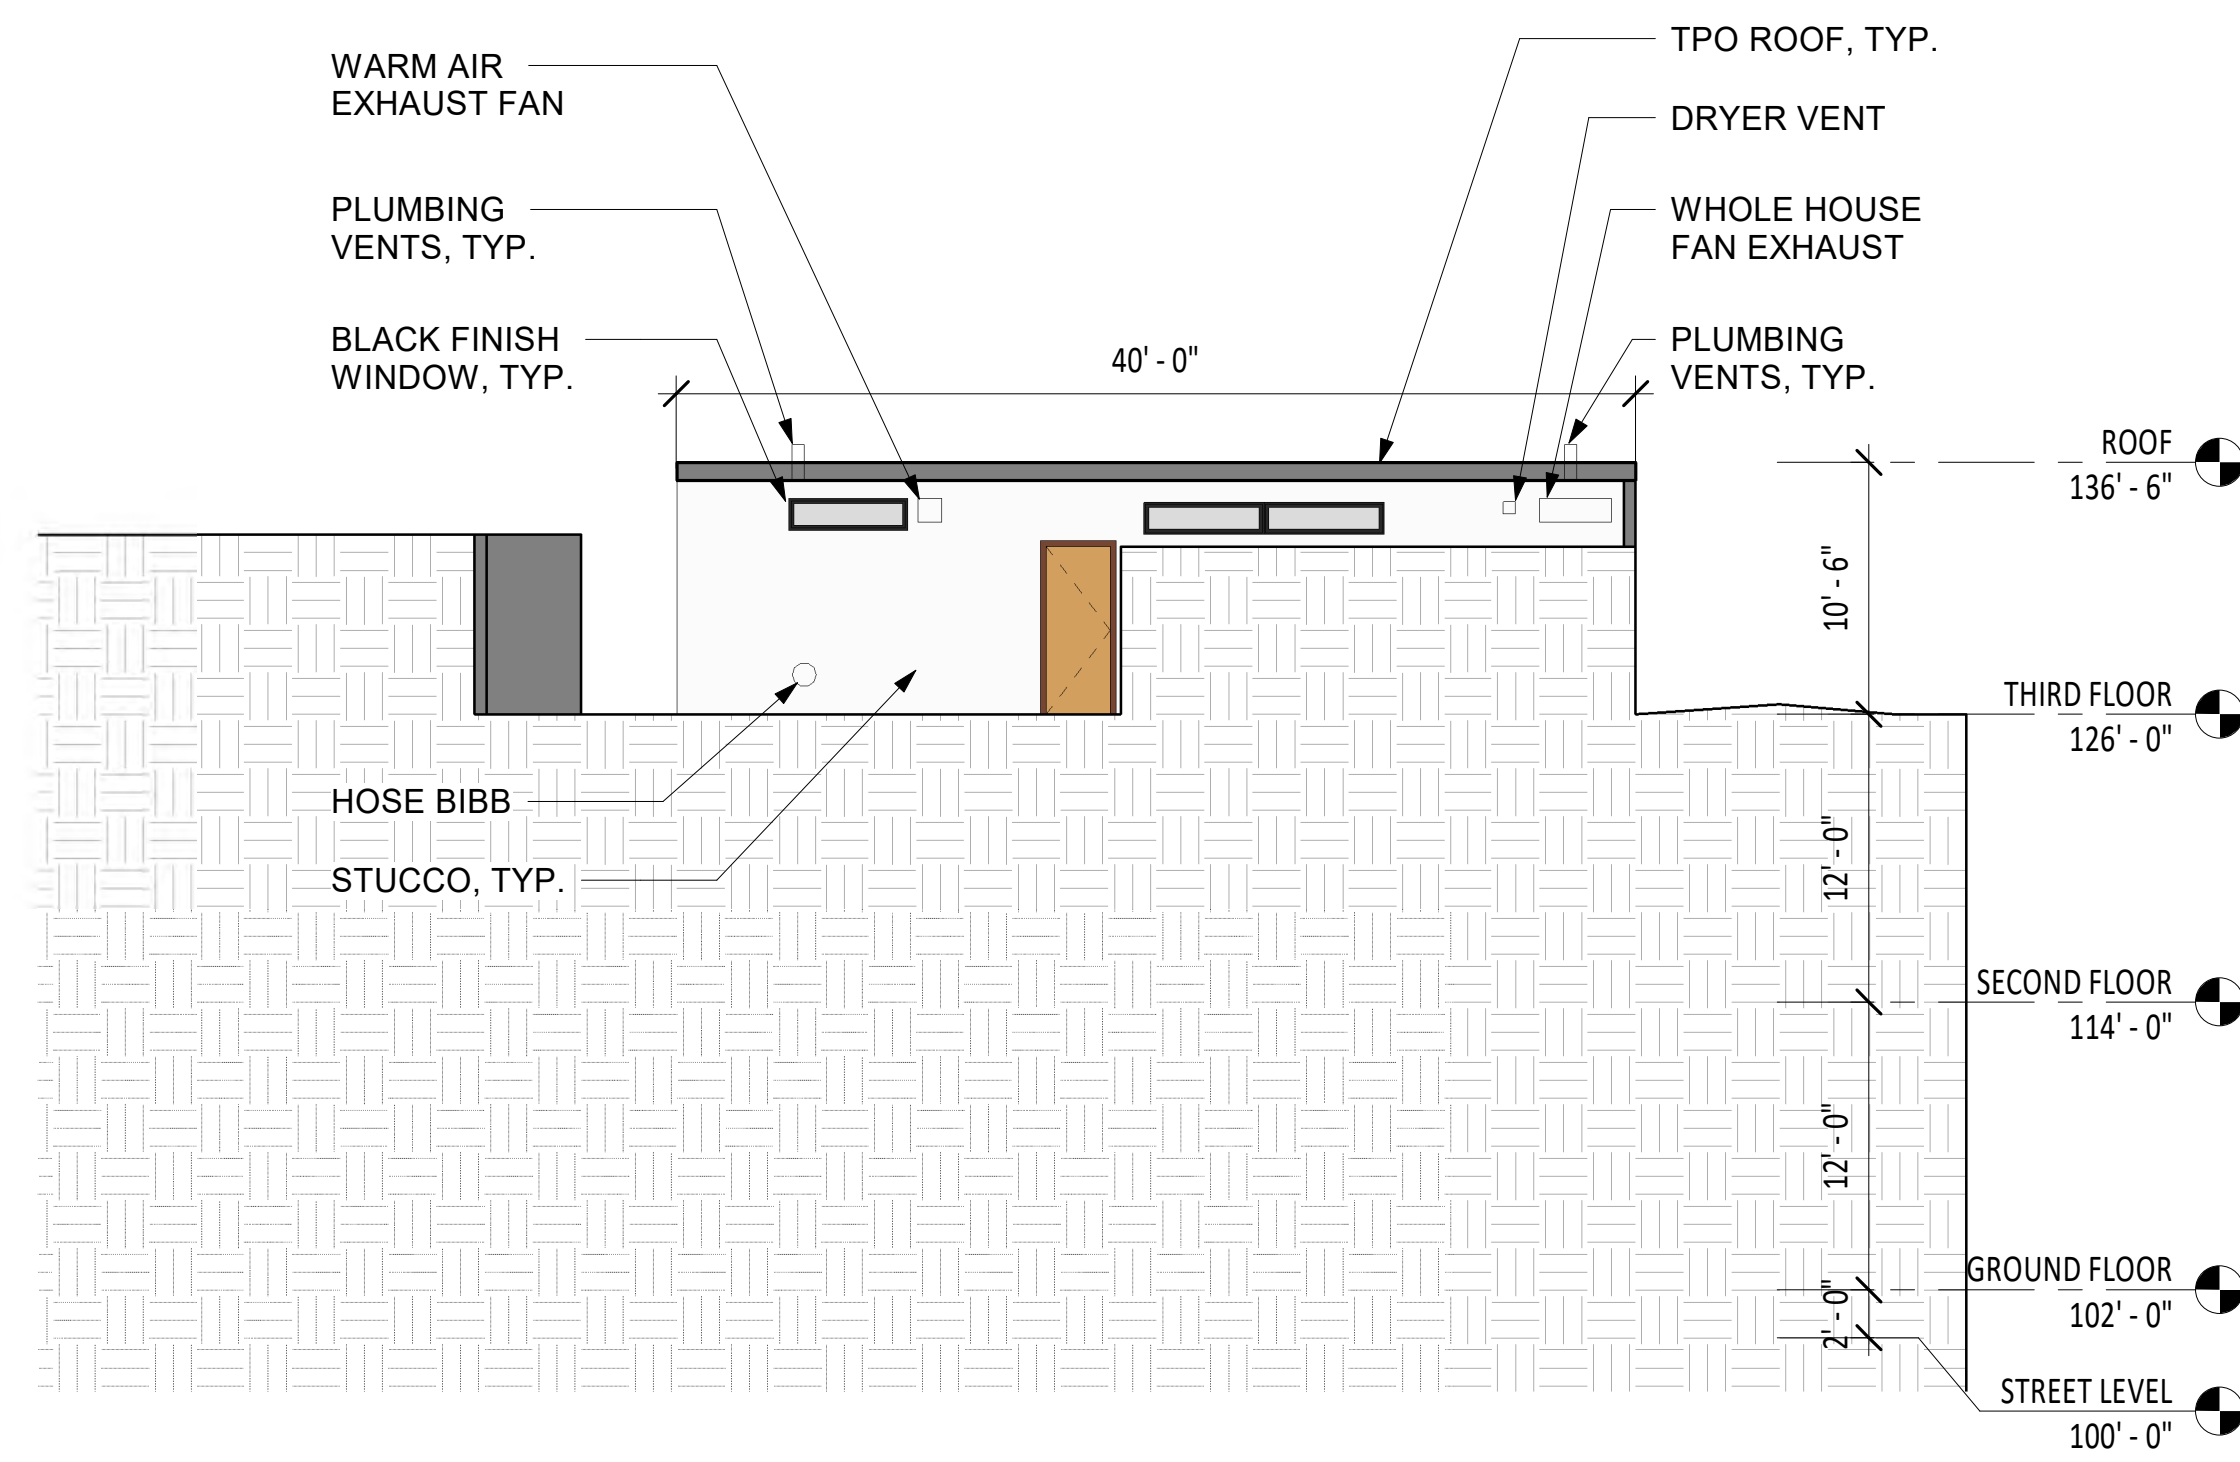 WARM AIR
EXHAUST FAN
PLUMBING
VENTS, TYP.
BLACK FINISH
WINDOW, TYP.
HOSE BIBB
STUCCO, TYP.
40' - 0"
TPO ROOF, TYP.
DRYER VENT
WHOLE HOUSE
FAN EXHAUST
PLUMBING
VENTS, TYP.
ROOF
136' - 6"
10' - 6"
THIRD FLOOR
126' - 0"
12' - 0"
SECOND FLOOR
114' - 0"
12' - 0"
GROUND FLOOR
102' - 0"
2' - 0"
STREET LEVEL
100' - 0"